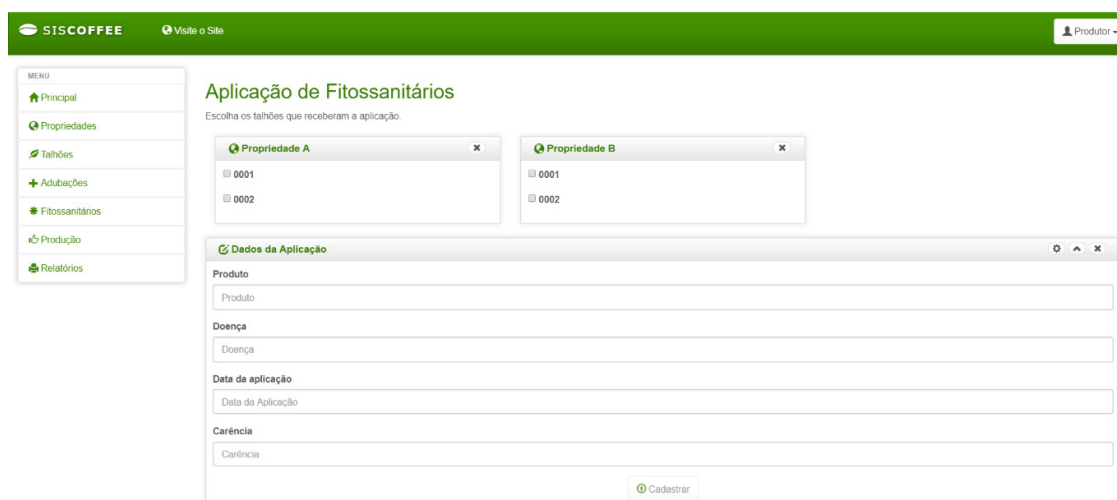 SISCOFFEE Visite o Site Produtor
MENU
Principal
Propriedades
Talhões
Adubações
Fitossanitários
Produção
Relatórios
Aplicação de Fitossanitários
Escolha os talhões que receberam a aplicação.
Propriedade A
0001
0002
Propriedade B
0001
0002
Dados da Aplicação
Produto
Produto
Doença
Doença
Data da aplicação
Data da Aplicação
Carência
Carência
Cadastrar